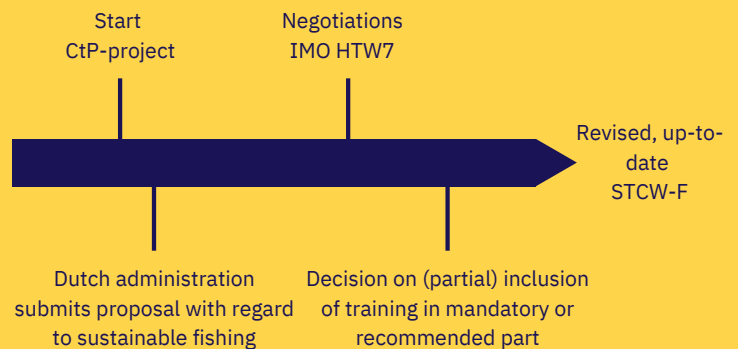 Start
CtP-project
Negotiations
IMO HTW7
Revised, up-to-
date
STCW-F
Dutch administration
submits proposal with regard
to sustainable fishing
Decision on (partial) inclusion
of training in mandatory or
recommended part